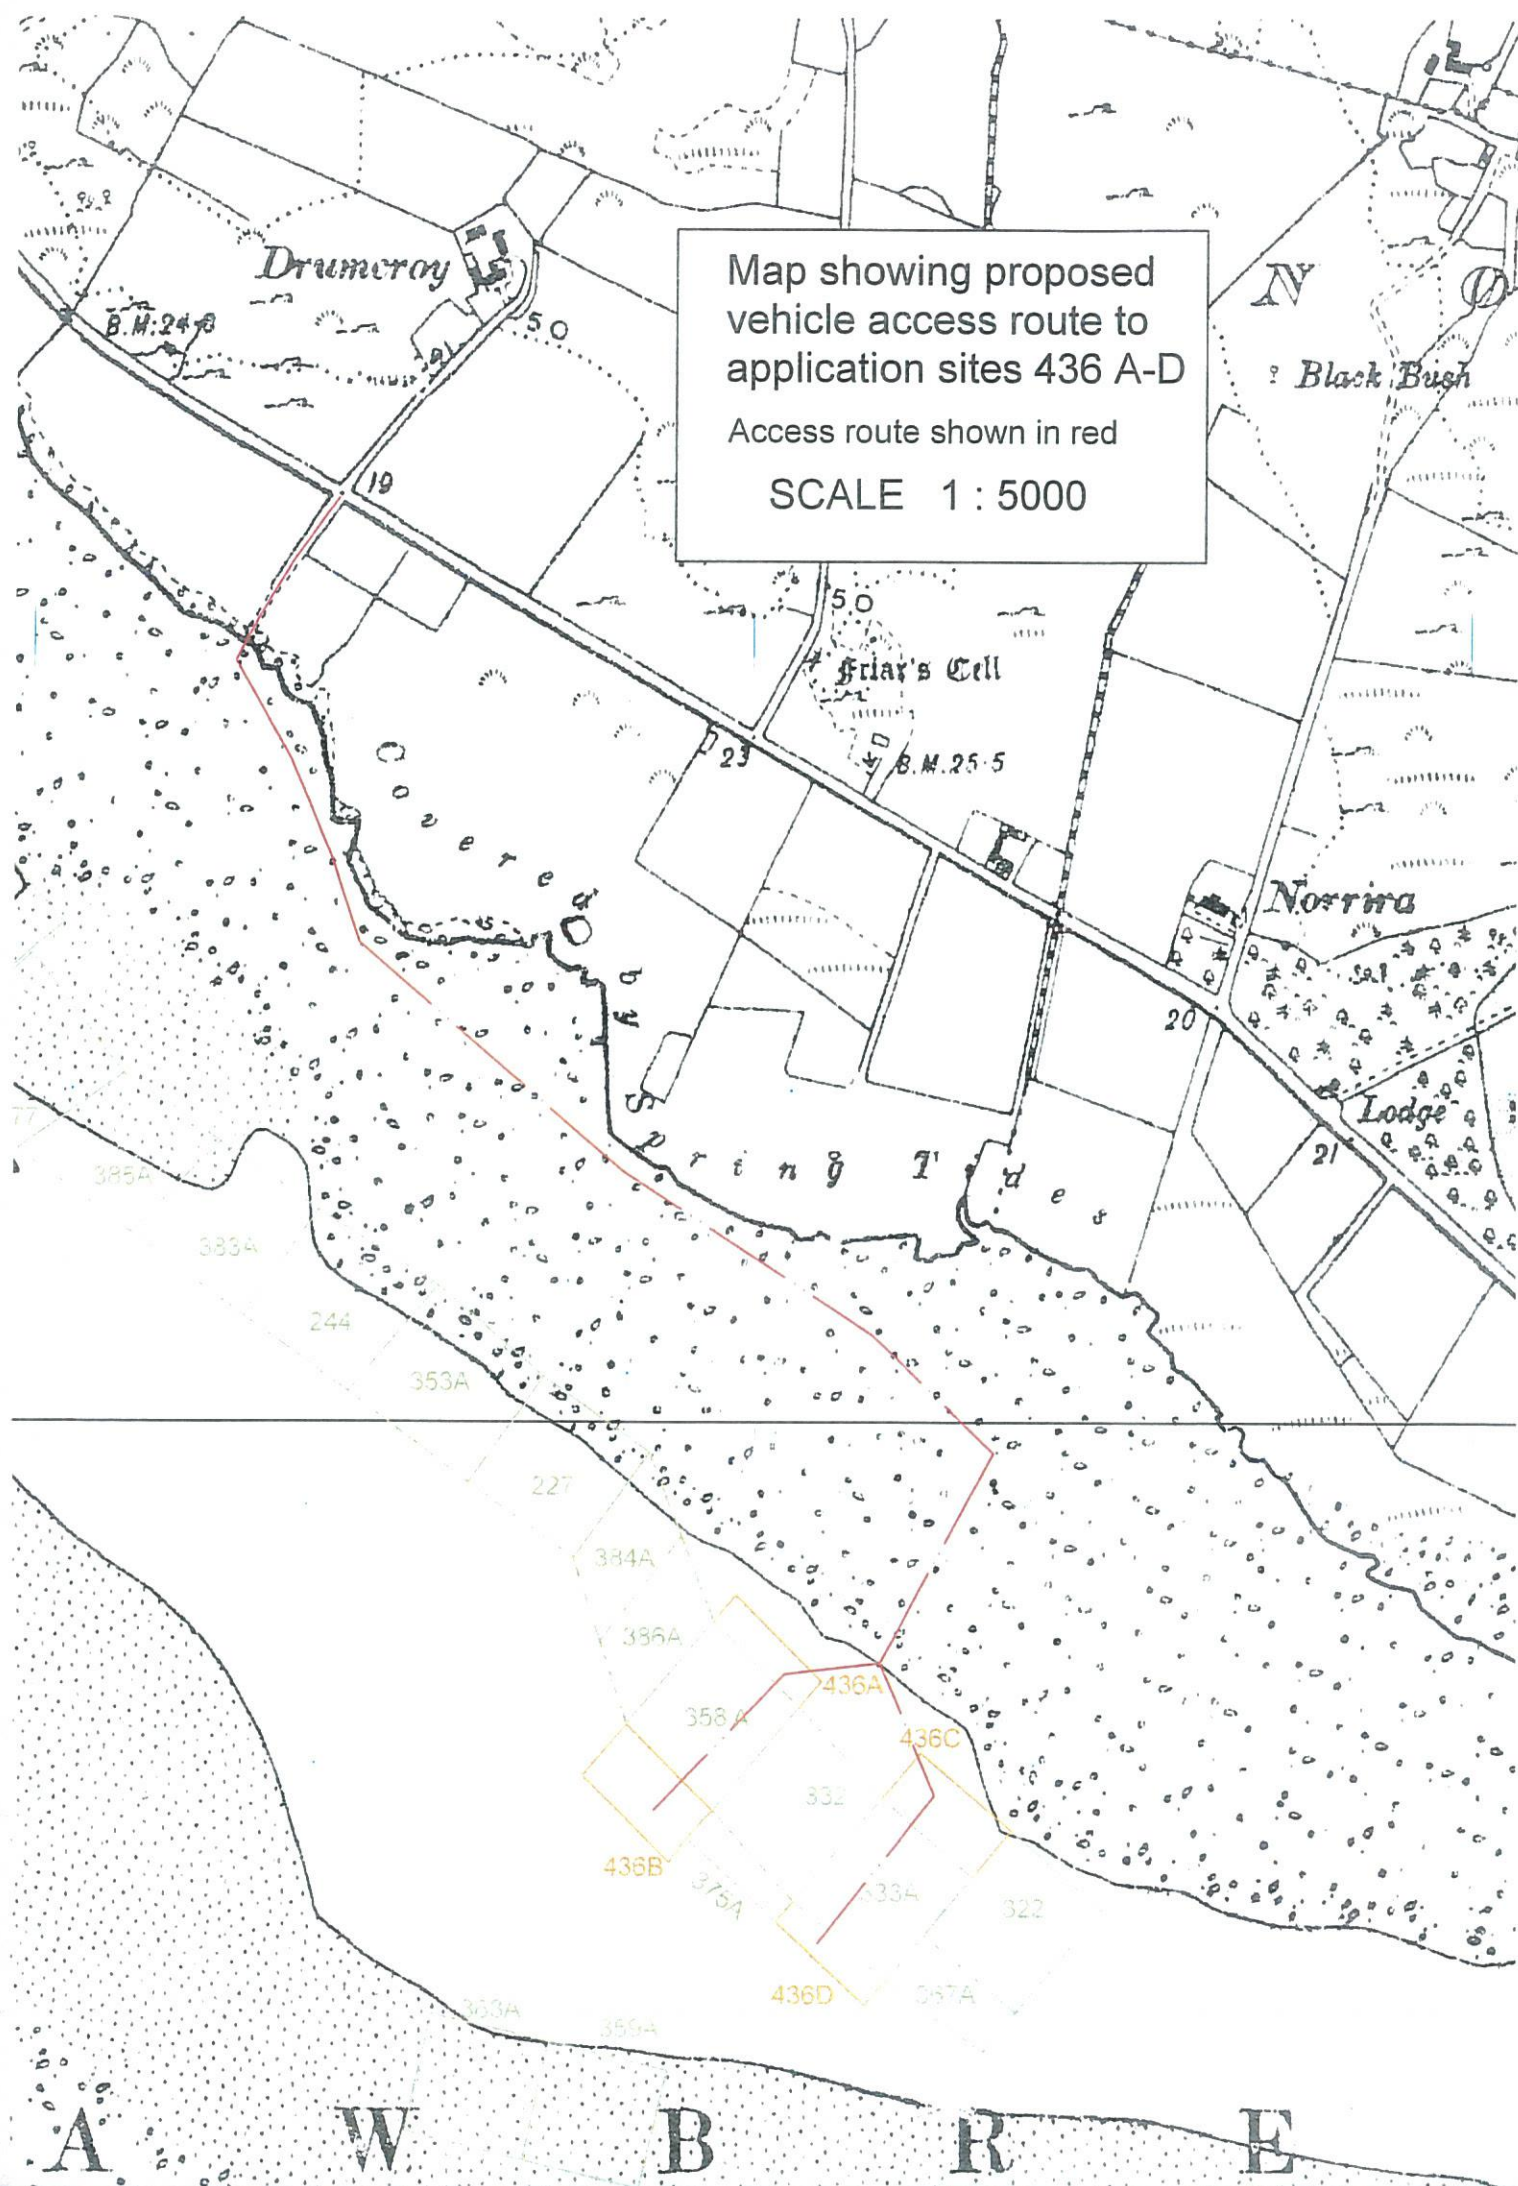 Drumcroy
B.M. 24·8
50
19
Map showing proposed
vehicle access route to
application sites 436 A-D
Access route shown in red
SCALE 1 : 5000
N O
Black Bush
50
Friar's Cell
23
B.M. 25·5
Covered by Spring Tides
Norrira
20
Lodge
21
77
385A
383A
244
353A
227
384A
386A
436A
358A
436C
332
436B
375A
333A
322
436D
367A
363A
359A
A W B R E